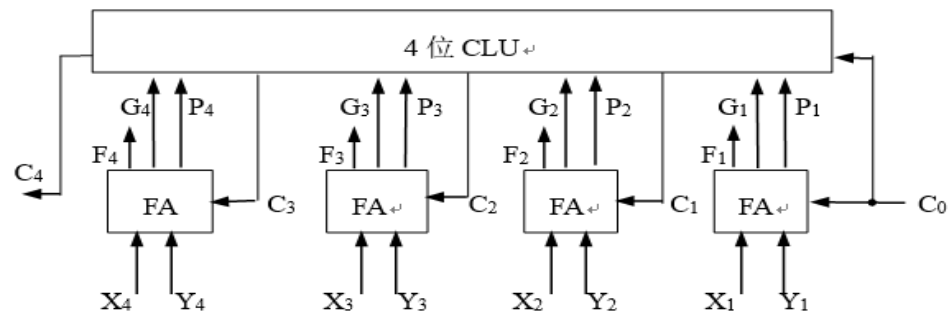 4 位 CLU↵
G4 P4 G3 P3 G2 P2 G1 P1
F4 F3 F2 F1
C4 FA C3 FA↵ C2 FA↵ C1 FA↵ C0
X4 Y4 X3 Y3 X2 Y2 X1 Y1